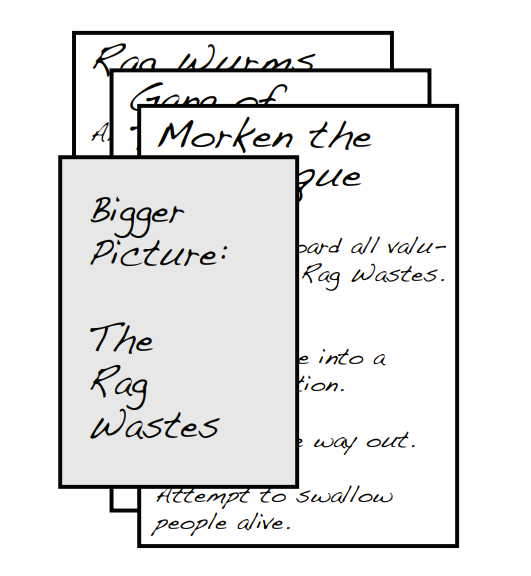 Rag Wurms
Gang of
Morken the
que
oard all valu-
Rag Wastes.
e into a
tion.
e way out.
Attempt to swallow
people alive.
Bigger
Picture:
The
Rag
Wastes